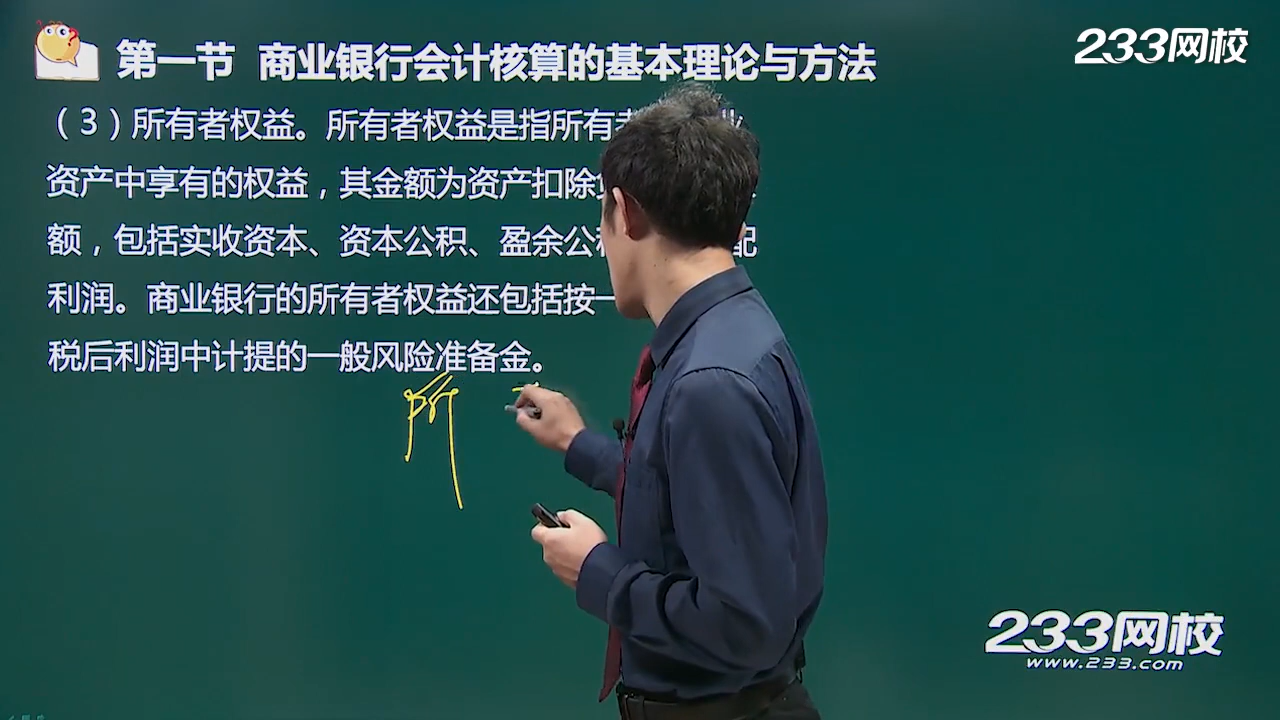 第一节 商业银行会计核算的基本理论与方法
233网校
（3）所有者权益。所有者权益是指所有
资产中享有的权益，其金额为资产扣除
额，包括实收资本、资本公积、盈余公 配
利润。商业银行的所有者权益还包括按一
税后利润中计提的一般风险准备金。
所
233网校
www.233.com